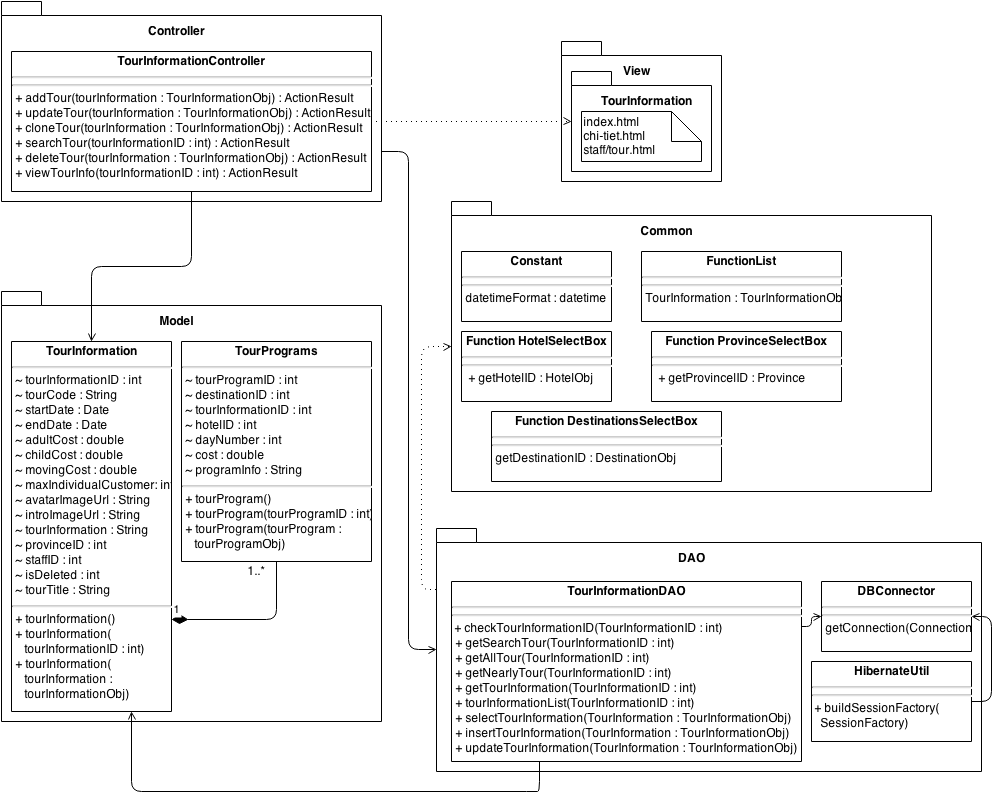 Controller
TourInformationController
+ addTour(tourInformation : TourInformationObj) : ActionResult
+ updateTour(tourInformation : TourInformationObj) : ActionResult
+ cloneTour(tourInformation : TourInformationObj) : ActionResult
+ searchTour(tourInformationID : int) : ActionResult
+ deleteTour(tourInformation : TourInformationObj) : ActionResult
+ viewTourInfo(tourInformationID : int) : ActionResult
View
TourInformation
index.html
chi-tiet.html
staff/tour.html
Common
Constant
datetimeFormat : datetime
FunctionList
TourInformation : TourInformationOb
Function HotelSelectBox
+ getHotelID : HotelObj
Function ProvinceSelectBox
+ getProvinceIID : Province
Function DestinationsSelectBox
getDestinationID : DestinationObj
Model
TourInformation
~ tourInformationID : int
~ tourCode : String
~ startDate : Date
~ endDate : Date
~ adultCost : double
~ childCost : double
~ movingCost : double
~ maxIndividualCustomer: int
~ avatarImageUrl : String
~ introImageUrl : String
~ tourInformation : String
~ provinceID : int
~ staffID : int
~ isDeleted : int
~ tourTitle : String
+ tourInformation()
+ tourInformation(
tourInformationID : int)
+ tourInformation(
tourInformation :
tourInformationObj)
TourPrograms
~ tourProgramID : int
~ destinationID : int
~ tourInformationID : int
~ hotelID : int
~ dayNumber : int
~ cost : double
~ programInfo : String
+ tourProgram()
+ tourProgram(tourProgramID : int)
+ tourProgram(tourProgram :
tourProgramObj)
1..*
1
DAO
TourInformationDAO
+ checkTourInformationID(TourInformationID : int)
+ getSearchTour(TourInformationID : int)
+ getAllTour(TourInformationID : int)
+ getNearlyTour(TourInformationID : int)
+ getTourInformation(TourInformationID : int)
+ tourInformationList(TourInformationID : int)
+ selectTourInformation(TourInformation : TourInformationObj)
+ insertTourInformation(TourInformation : TourInformationObj)
+ updateTourInformation(TourInformation : TourInformationObj)
DBConnector
getConnection(Connection
HibernateUtil
+ buildSessionFactory(
SessionFactory)